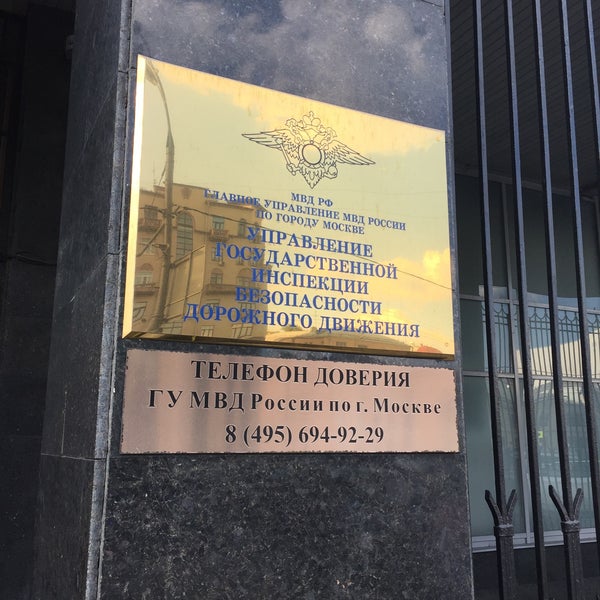 МВД РФ
ГЛАВНОЕ УПРАВЛЕНИЕ МВД РОССИИ
ПО ГОРОДУ МОСКВЕ
УПРАВЛЕНИЕ
ГОСУДАРСТВЕННОЙ
ИНСПЕКЦИИ
БЕЗОПАСНОСТИ
ДОРОЖНОГО ДВИЖЕНИЯ
ТЕЛЕФОН ДОВЕРИЯ
ГУ МВД России по г. Москве
8 (495) 694-92-29